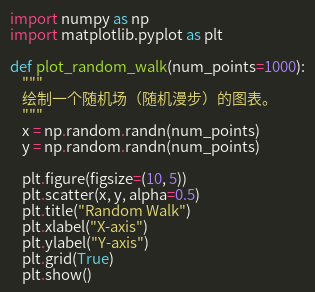 import numpy as np
import matplotlib.pyplot as plt

def plot_random_walk(num_points=1000):
    """
    绘制一个随机场（随机漫步）的图表。
    """
    x = np.random.randn(num_points)
    y = np.random.randn(num_points)

    plt.figure(figsize=(10, 5))
    plt.scatter(x, y, alpha=0.5)
    plt.title("Random Walk")
    plt.xlabel("X-axis")
    plt.ylabel("Y-axis")
    plt.grid(True)
    plt.show()